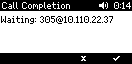 Call Completion 0:14
Waiting: 305@10.110.22.37